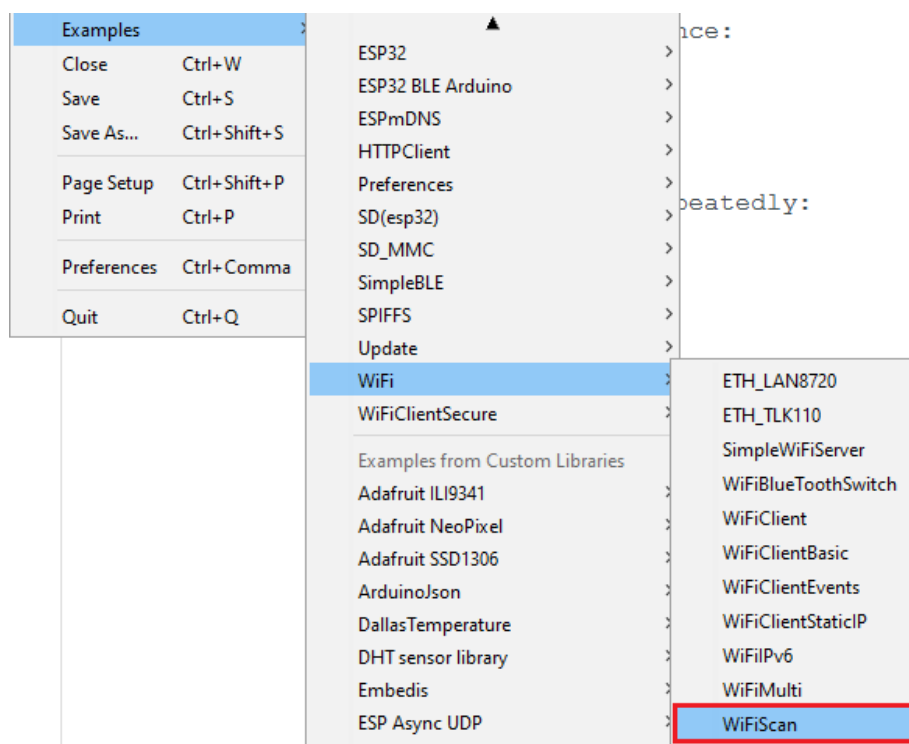 Examples
Close Ctrl+W
Save Ctrl+S
Save As... Ctrl+Shift+S
Page Setup Ctrl+Shift+P
Print Ctrl+P
Preferences Ctrl+Comma
Quit Ctrl+Q
ESP32
ESP32 BLE Arduino
ESPmDNS
HTTPClient
Preferences
SD(esp32)
SD_MMC
SimpleBLE
SPIFFS
Update
WiFi
WiFiClientSecure
Examples from Custom Libraries
Adafruit ILI9341
Adafruit NeoPixel
Adafruit SSD1306
ArduinoJson
DallasTemperature
DHT sensor library
Embedis
ESP Async UDP
nce:
peatedly:
ETH_LAN8720
ETH_TLK110
SimpleWiFiServer
WiFiBlueToothSwitch
WiFiClient
WiFiClientBasic
WiFiClientEvents
WiFiClientStaticIP
WiFiIPv6
WiFiMulti
WiFiScan